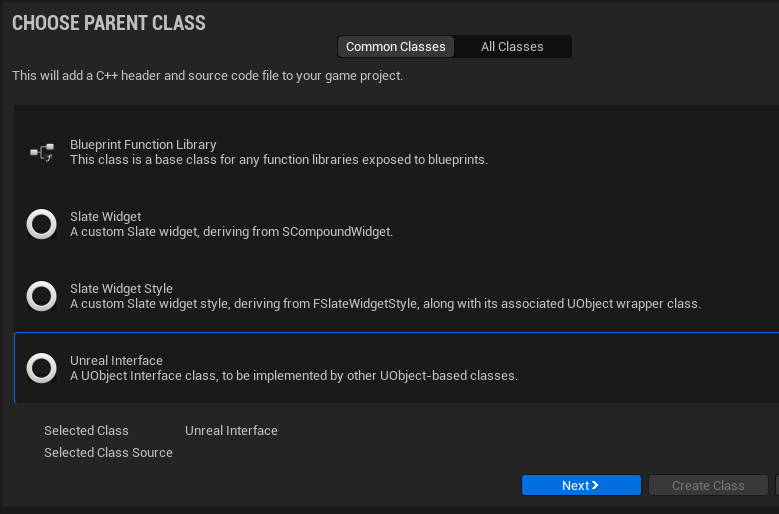 CHOOSE PARENT CLASS
Common Classes
All Classes
This will add a C++ header and source code file to your game project.
Blueprint Function Library
This class is a base class for any function libraries exposed to blueprints.
Slate Widget
A custom Slate widget, deriving from SCompoundWidget.
Slate Widget Style
A custom Slate widget style, deriving from FSlateWidgetStyle, along with its associated UObject wrapper class.
Unreal Interface
A UObject Interface class, to be implemented by other UObject-based classes.
Selected Class Unreal Interface
Selected Class Source
Next
Create Class